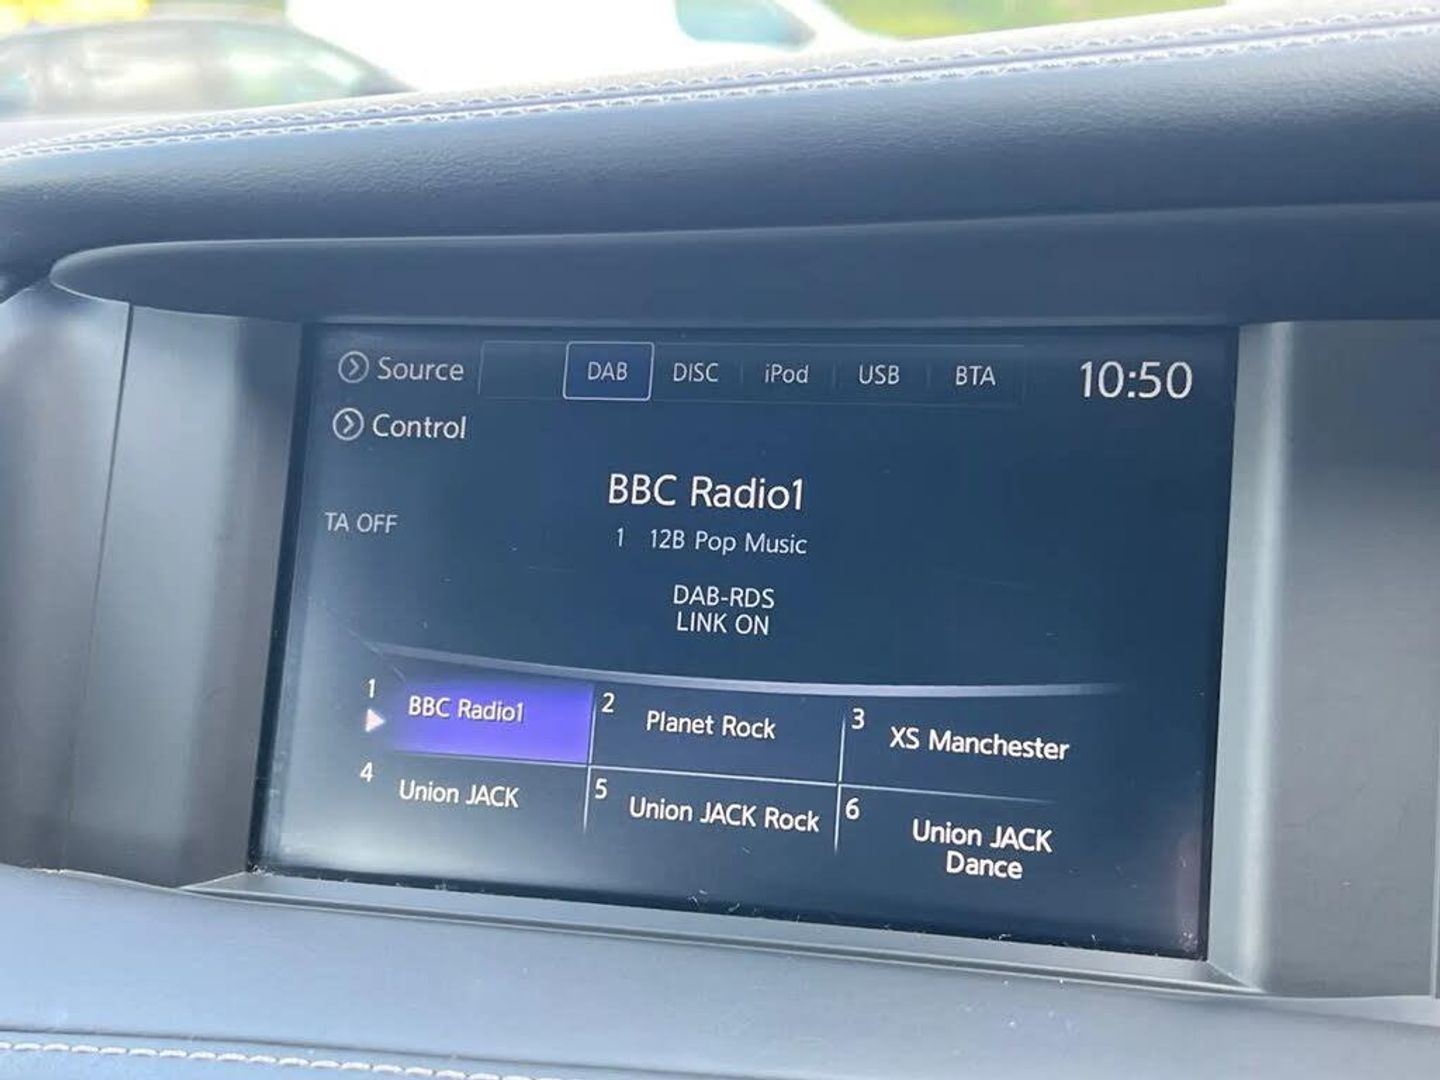 Source DAB DISC iPod USB BTA 10:50
Control
BBC Radio1
TA OFF
1 12B Pop Music
DAB-RDS
LINK ON
1 BBC Radio1
2 Planet Rock
3 XS Manchester
4 Union JACK
5 Union JACK Rock
6 Union JACK
Dance